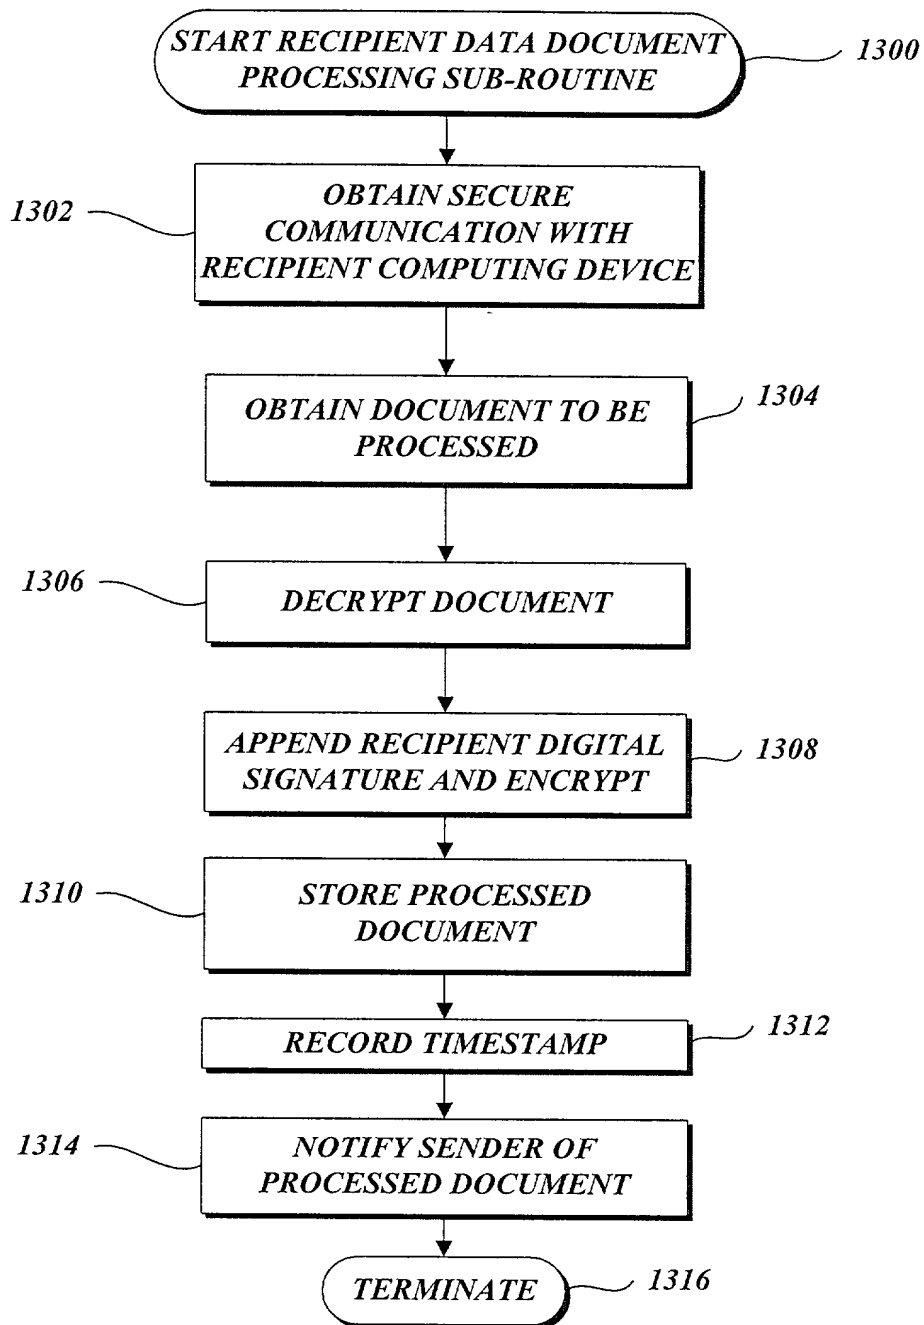 START RECIPIENT DATA DOCUMENT
PROCESSING SUB-ROUTINE
1300
OBTAIN SECURE
COMMUNICATION WITH
RECIPIENT COMPUTING DEVICE
1302
OBTAIN DOCUMENT TO BE
PROCESSED
1304
1306
DECRYPT DOCUMENT
APPEND RECIPIENT DIGITAL
SIGNATURE AND ENCRYPT
1308
1310
STORE PROCESSED
DOCUMENT
RECORD TIMESTAMP
1312
1314
NOTIFY SENDER OF
PROCESSED DOCUMENT
TERMINATE
1316